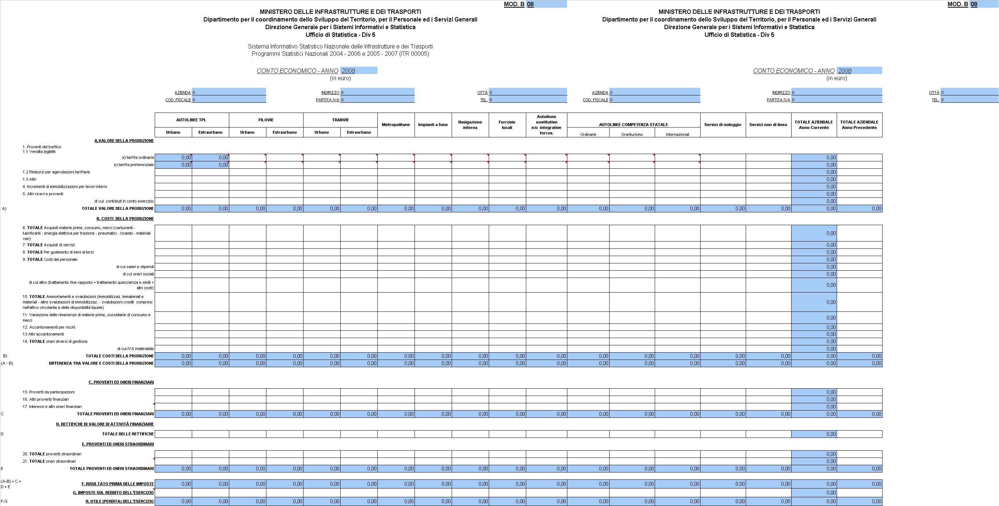 MOD. B 08 MOD. B 08
MINISTERO DELLE INFRASTRUTTURE E DEI TRASPORTI MINISTERO DELLE INFRASTRUTTURE E DEI TRASPORTI
Dipartimento per il coordinamento dello Sviluppo del Territorio, per il Personale ed i Servizi Generali Dipartimento per il coordinamento dello Sviluppo del Territorio, per il Personale ed i Servizi Generali
Direzione Generale per i Sistemi Informativi e Statistica Direzione Generale per i Sistemi Informativi e Statistica
Ufficio di Statistica - Div 5 Ufficio di Statistica - Div 5
Sistema Informativo Statistico Nazionale delle Infrastrutture e dei Trasporti
Programmi Statistici Nazionali 2004 - 2006 e 2005 - 2007 (ITR 00005)
CONTO ECONOMICO - ANNO 2008 CONTO ECONOMICO - ANNO 2008
(in euro) (in euro)
AZIENDA 0 INDIRIZZO 0 CITTÀ 0 AZIENDA 0 INDIRIZZO 0 CITTÀ 0
COD. FISCALE 0 PARTITA IVA 0 TEL. 0 COD. FISCALE 0 PARTITA IVA 0 TEL. 0
AUTOLINEE TPL FILOVIE TRANVIE Metropolitane Impianti a fune Navigazione interna Ferrovie locali Autolinee sostitutive e/o integrative ferrov. AUTOLINEE COMPETENZA STATALE Servizi di noleggio Servizi non di linea TOTALE AZIENDALE Anno Corrente TOTALE AZIENDALE Anno Precedente
Urbano Extraurbano Urbano Extraurbano Urbano Extraurbano Ordinarie Granturismo Internazionali
A.VALORE DELLA PRODUZIONE
1. Proventi del traffico
1.1 Vendita biglietti
a) tariffa ordinaria 0,00 0,00 0,00
b) tariffa preferenziale 0,00 0,00 0,00
1.2 Rimborsi per agevolazioni tariffarie 0,00
1.3 Altri 0,00
4. Incrementi di immobilizzazioni per lavori interni 0,00
5. Altri ricavi e proventi 0,00
di cui: contributi in conto esercizio 0,00
A) TOTALE VALORE DELLA PRODUZIONE 0,00 0,00 0,00 0,00 0,00 0,00 0,00 0,00 0,00 0,00 0,00 0,00 0,00 0,00 0,00 0,00 0,00 0,00
B. COSTI DELLA PRODUZIONE
6. TOTALE Acquisti materie prime, consumo, merci (carburanti -
lubrificanti - energia elettrica per trazione - pneumatici - ricambi - materiali 0,00
vari)
7. TOTALE Acquisti di servizi 0,00
8. TOTALE Per godimento di beni di terzi 0,00
9. TOTALE Costi del personale 0,00
di cui salari e stipendi 0,00
di cui oneri sociali 0,00
di cui altro (trattamento fine rapporto + trattamento quescienza e simili +
altri costi) 0,00
10. TOTALE Ammortamenti e svalutazioni (immobilizzaz. Immateriali e
materiali - altre svalutazioni di immobilizzaz. - svalutazioni crediti compresi 0,00
nell'attivo circolante e delle disponibilità liquide)
11. Variazione delle rimanenze di materie prime, sussidiarie di consumo e
merci 0,00
12. Accantonamenti per rischi 0,00
13 Altri accantonamenti 0,00
14. TOTALE oneri diversi di gestione 0,00
di cui IVA indetraibile 0,00
B) TOTALE COSTI DELLA PRODUZIONE 0,00 0,00 0,00 0,00 0,00 0,00 0,00 0,00 0,00 0,00 0,00 0,00 0,00 0,00 0,00 0,00 0,00 0,00
(A - B) DIFFERENZA TRA VALORE E COSTI DELLA PRODUZIONE 0,00 0,00 0,00 0,00 0,00 0,00 0,00 0,00 0,00 0,00 0,00 0,00 0,00 0,00 0,00 0,00 0,00 0,00
C. PROVENTI ED ONERI FINANZIARI
15. Proventi da partecipazioni 0,00
16. Altri proventi finanziari 0,00
17. Interessi e altri oneri finanziari 0,00
C TOTALE PROVENTI ED ONERI FINANZIARI 0,00 0,00 0,00 0,00 0,00 0,00 0,00 0,00 0,00 0,00 0,00 0,00 0,00 0,00 0,00 0,00 0,00 0,00
D. RETTIFICHE DI VALORE DI ATTIVITÀ FINANZIARIE
D TOTALE DELLE RETTIFICHE 0,00
E. PROVENTI ED ONERI STRAORDINARI
20. TOTALE proventi straordinari 0,00
21. TOTALE oneri straordinari 0,00
E TOTALE PROVENTI ED ONERI STRAORDINARI 0,00 0,00 0,00 0,00 0,00 0,00 0,00 0,00 0,00 0,00 0,00 0,00 0,00 0,00 0,00 0,00 0,00 0,00
(A-B) + C +
D + E F. RISULTATO PRIMA DELLE IMPOSTE 0,00 0,00 0,00 0,00 0,00 0,00 0,00 0,00 0,00 0,00 0,00 0,00 0,00 0,00 0,00 0,00 0,00 0,00
G. IMPOSTE SUL REDDITO DELL'ESERCIZIO 0,00
F-G H. UTILE (PERDITA) DELL'ESERCIZIO 0,00 0,00 0,00 0,00 0,00 0,00 0,00 0,00 0,00 0,00 0,00 0,00 0,00 0,00 0,00 0,00 0,00 0,00